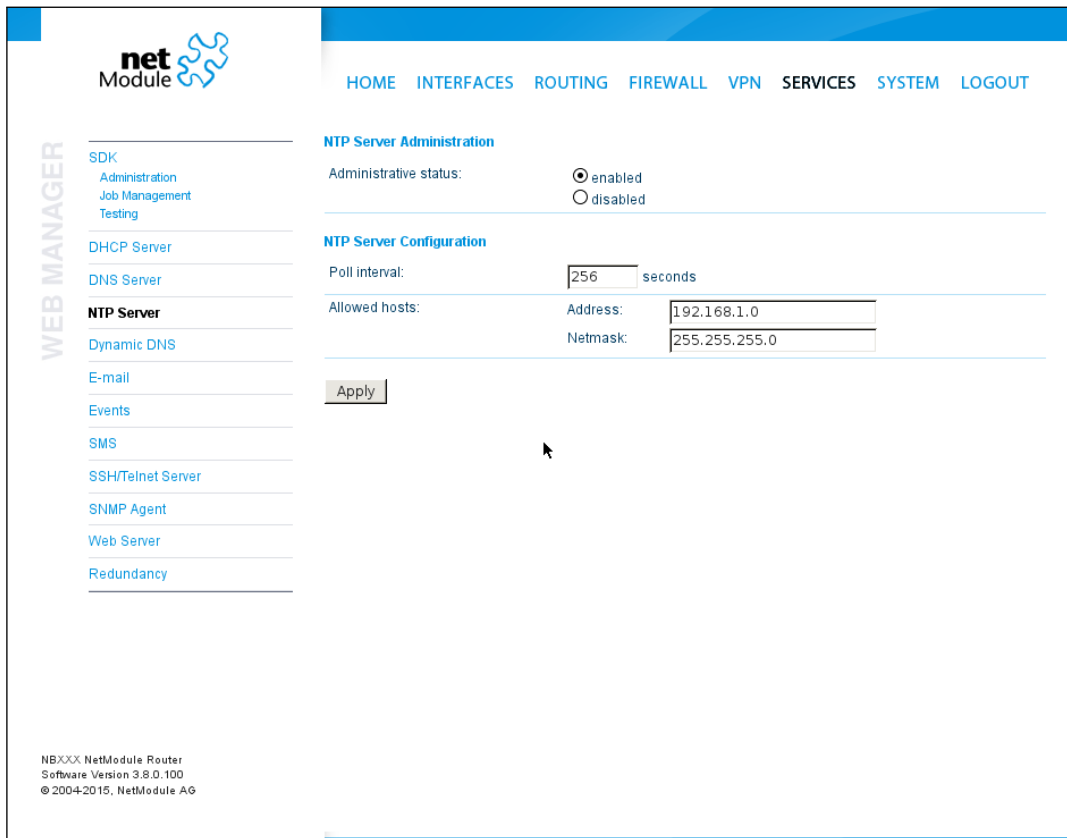 net
Module
HOME INTERFACES ROUTING FIREWALL VPN SERVICES SYSTEM LOGOUT
WEB MANAGER
SDK
Administration
Job Management
Testing
DHCP Server
DNS Server
NTP Server
Dynamic DNS
E-mail
Events
SMS
SSH/Telnet Server
SNMP Agent
Web Server
Redundancy
NTP Server Administration
Administrative status: enabled
disabled
NTP Server Configuration
Poll interval: 256 seconds
Allowed hosts: Address: 192.168.1.0
Netmask: 255.255.255.0
Apply
NBXXX NetModule Router
Software Version 3.8.0.100
© 2004-2015, NetModule AG